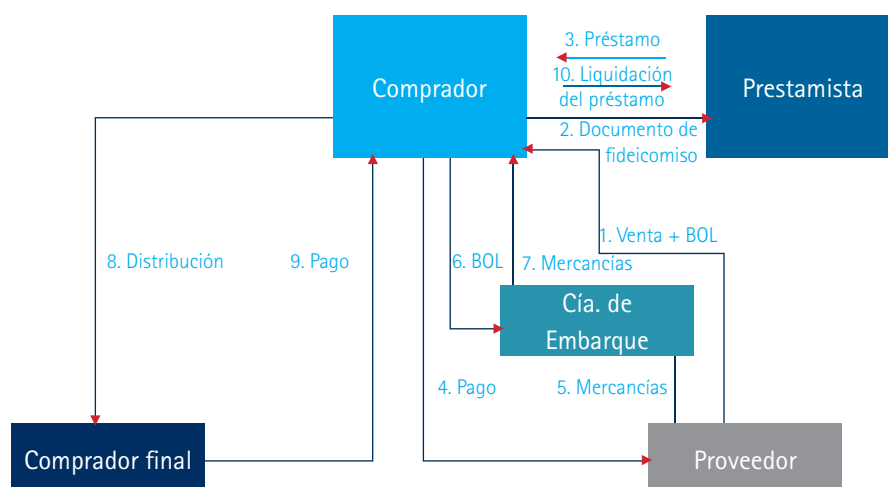 3. Préstamo
Comprador
10. Liquidación
del préstamo
Prestamista
2. Documento de
fideicomiso
1. Venta + BOL
8. Distribución
9. Pago
6. BOL
7. Mercancías
Cía. de
Embarque
4. Pago
5. Mercancías
Comprador final
Proveedor